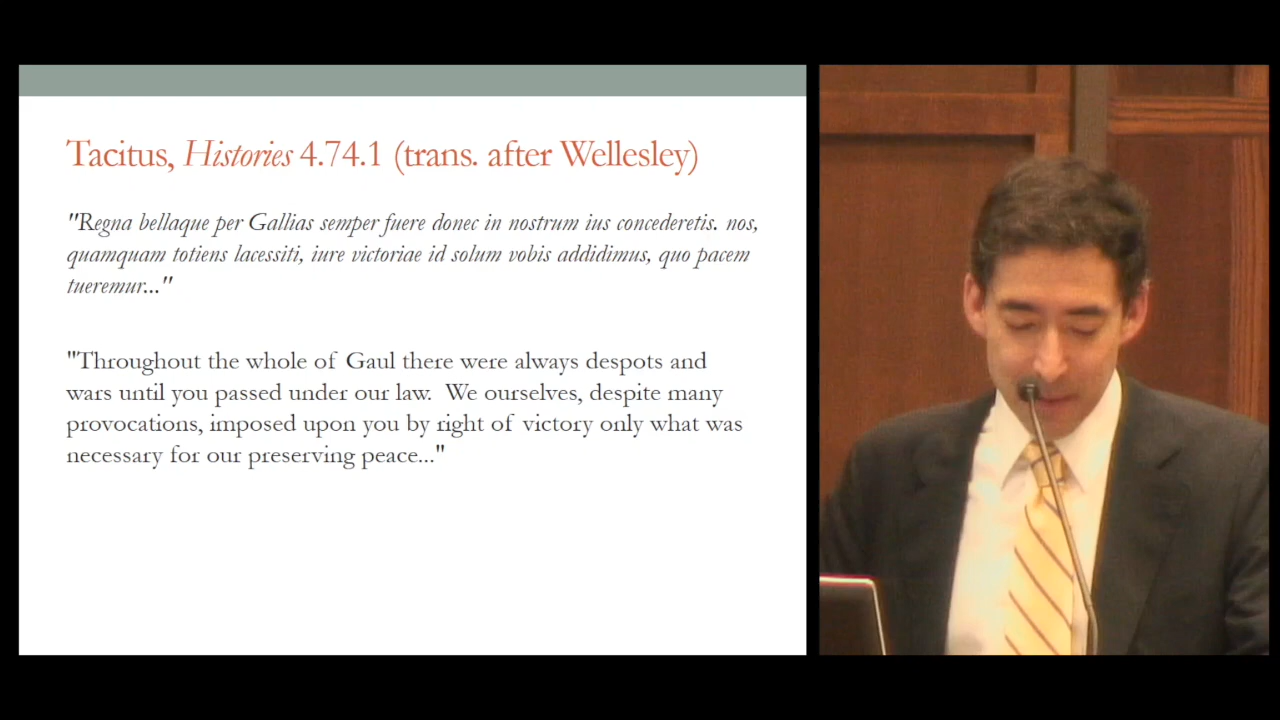 Tacitus, Histories 4.74.1 (trans. after Wellesley)
"Regna bellaque per Gallias semper fuere donec in nostrum ius concederetis. nos,
quamquam totiens lacessiti, iure victoriae id solum vobis addidimus, quo pacem
tueremur..."
"Throughout the whole of Gaul there were always despots and
wars until you passed under our law.  We ourselves, despite many
provocations, imposed upon you by right of victory only what was
necessary for our preserving peace..."